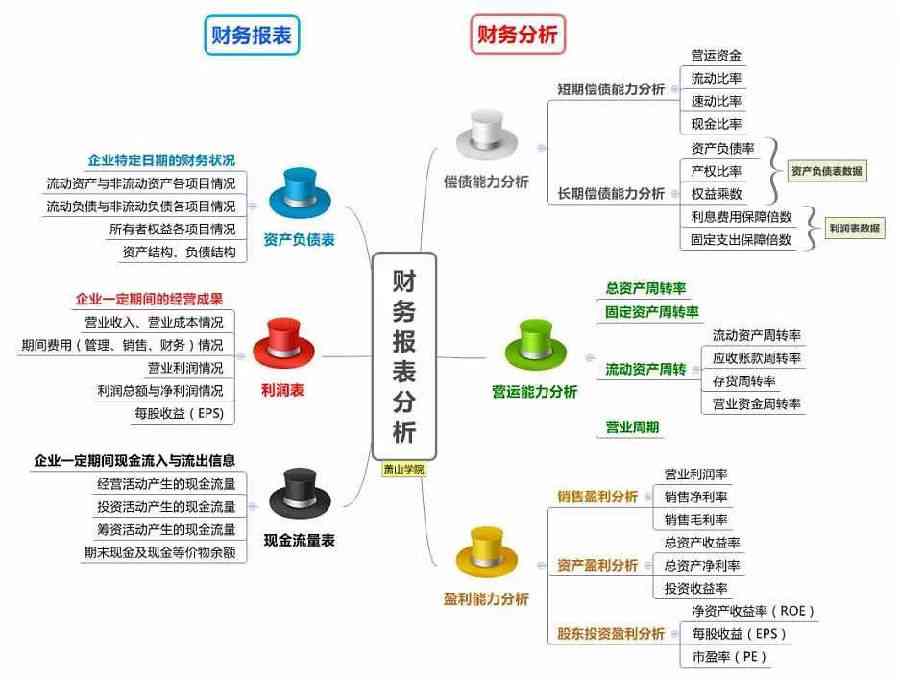 财务报表
财务分析
企业特定日期的财务状况
流动资产与非流动资产各项目情况
流动负债与非流动负债各项目情况
所有者权益各项目情况
资产结构、负债结构
资产负债表
企业一定期间的经营成果
营业收入、营业成本情况
期间费用（管理、销售、财务）情况
营业利润情况
利润总额与净利润情况
每股收益（EPS）
利润表
企业一定期间现金流入与流出信息
经营活动产生的现金流量
投资活动产生的现金流量
筹资活动产生的现金流量
期末现金及现金等价物余额
现金流量表
财务报表分析
萧山学院
偿债能力分析
短期偿债能力分析
营运资金
流动比率
速动比率
现金比率
长期偿债能力分析
资产负债率
产权比率
权益乘数
资产负债表数据
利息费用保障倍数
固定支出保障倍数
利润表数据
营运能力分析
总资产周转率
固定资产周转率
流动资产周转
流动资产周转率
应收账款周转率
存货周转率
营业资金周转率
营业周期
盈利能力分析
销售盈利分析
营业利润率
销售净利率
销售毛利率
资产盈利分析
总资产收益率
总资产净利率
投资收益率
股东投资盈利分析
净资产收益率（ROE）
每股收益（EPS）
市盈率（PE）